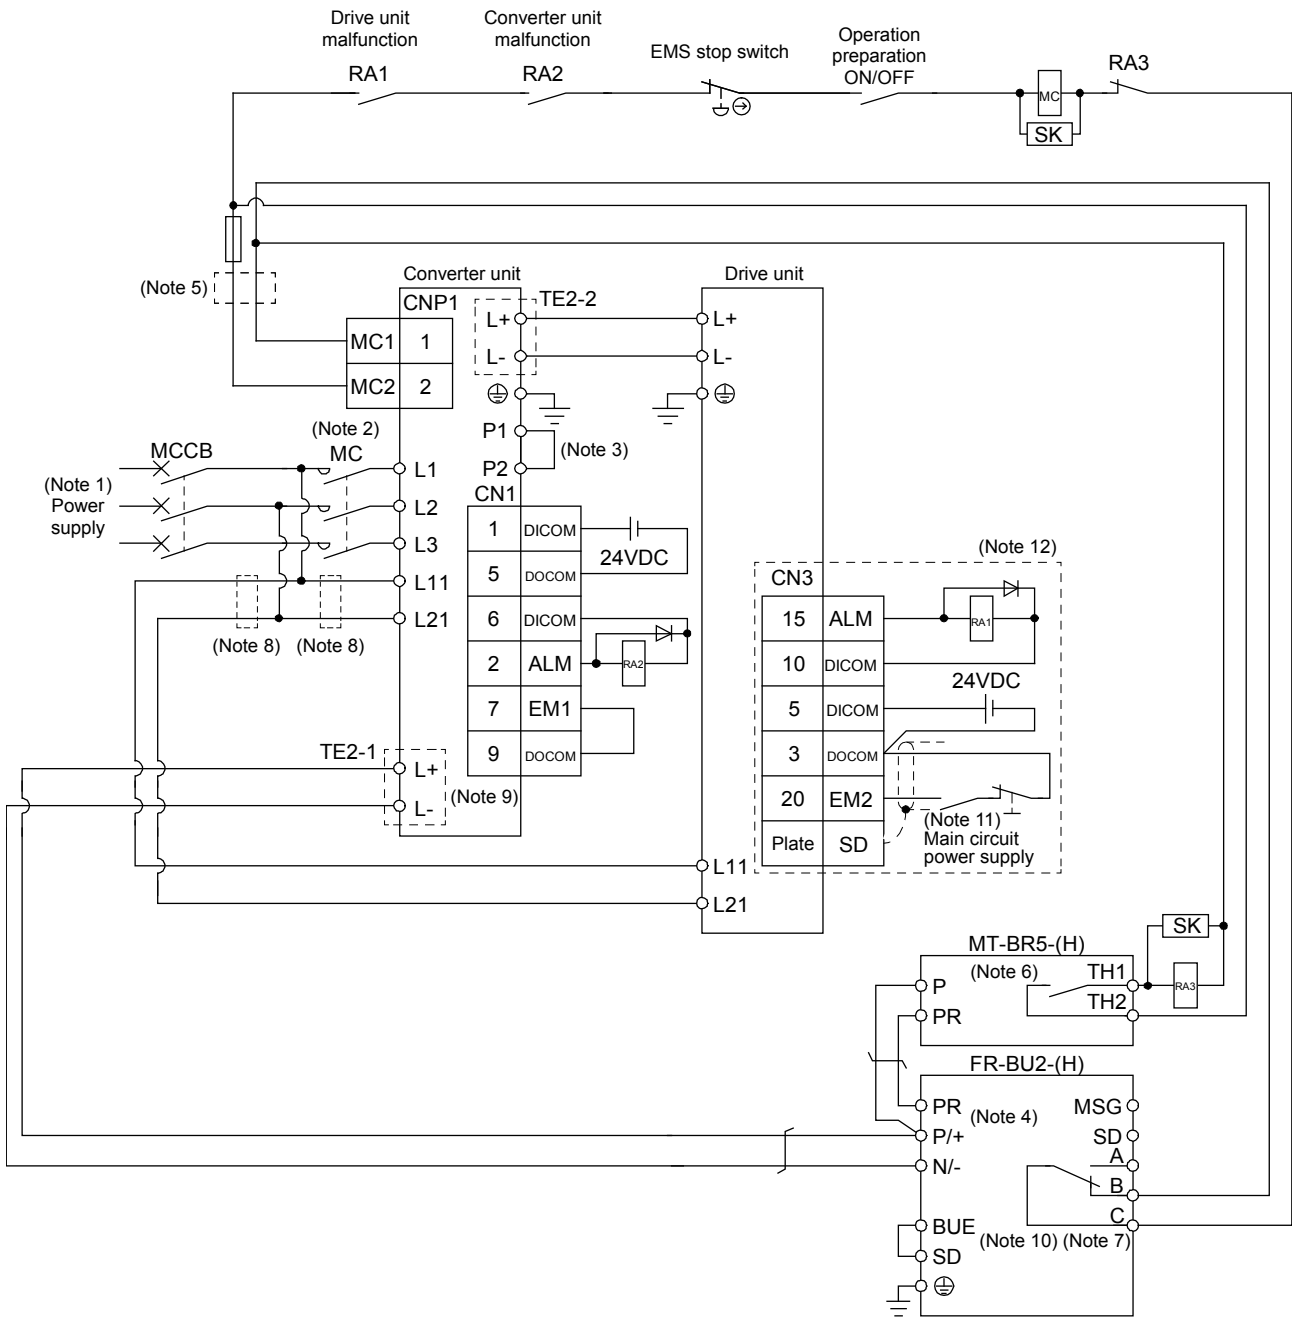 Drive unit
malfunction
RA1
Converter unit
malfunction
RA2
EMS stop switch
Operation
preparation
ON/OFF
MC
SK
RA3
(Note 5)
Converter unit
Drive unit
CNP1
MC1 1
MC2 2
L+
L-
TE2-2
L+
L-
P1
P2
(Note 3)
(Note 2)
MCCB
MC
(Note 1)
Power
supply
L1
L2
L3
L11
L21
(Note 8) (Note 8)
CN1
1 DICOM
5 DOCOM
6 DICOM
2 ALM
7 EM1
9 DOCOM
24VDC
RA2
TE2-1
L+
L-
(Note 9)
(Note 12)
CN3
15 ALM
10 DICOM
5 DICOM
3 DOCOM
20 EM2
Plate SD
RA1
24VDC
(Note 11)
Main circuit
power supply
L11
L21
SK
MT-BR5-(H)
P
PR
(Note 6)
TH1
TH2
RA3
FR-BU2-(H)
PR
P/+
N/-
(Note 4)
MSG
SD
A
B
C
BUE
SD
(Note 10) (Note 7)